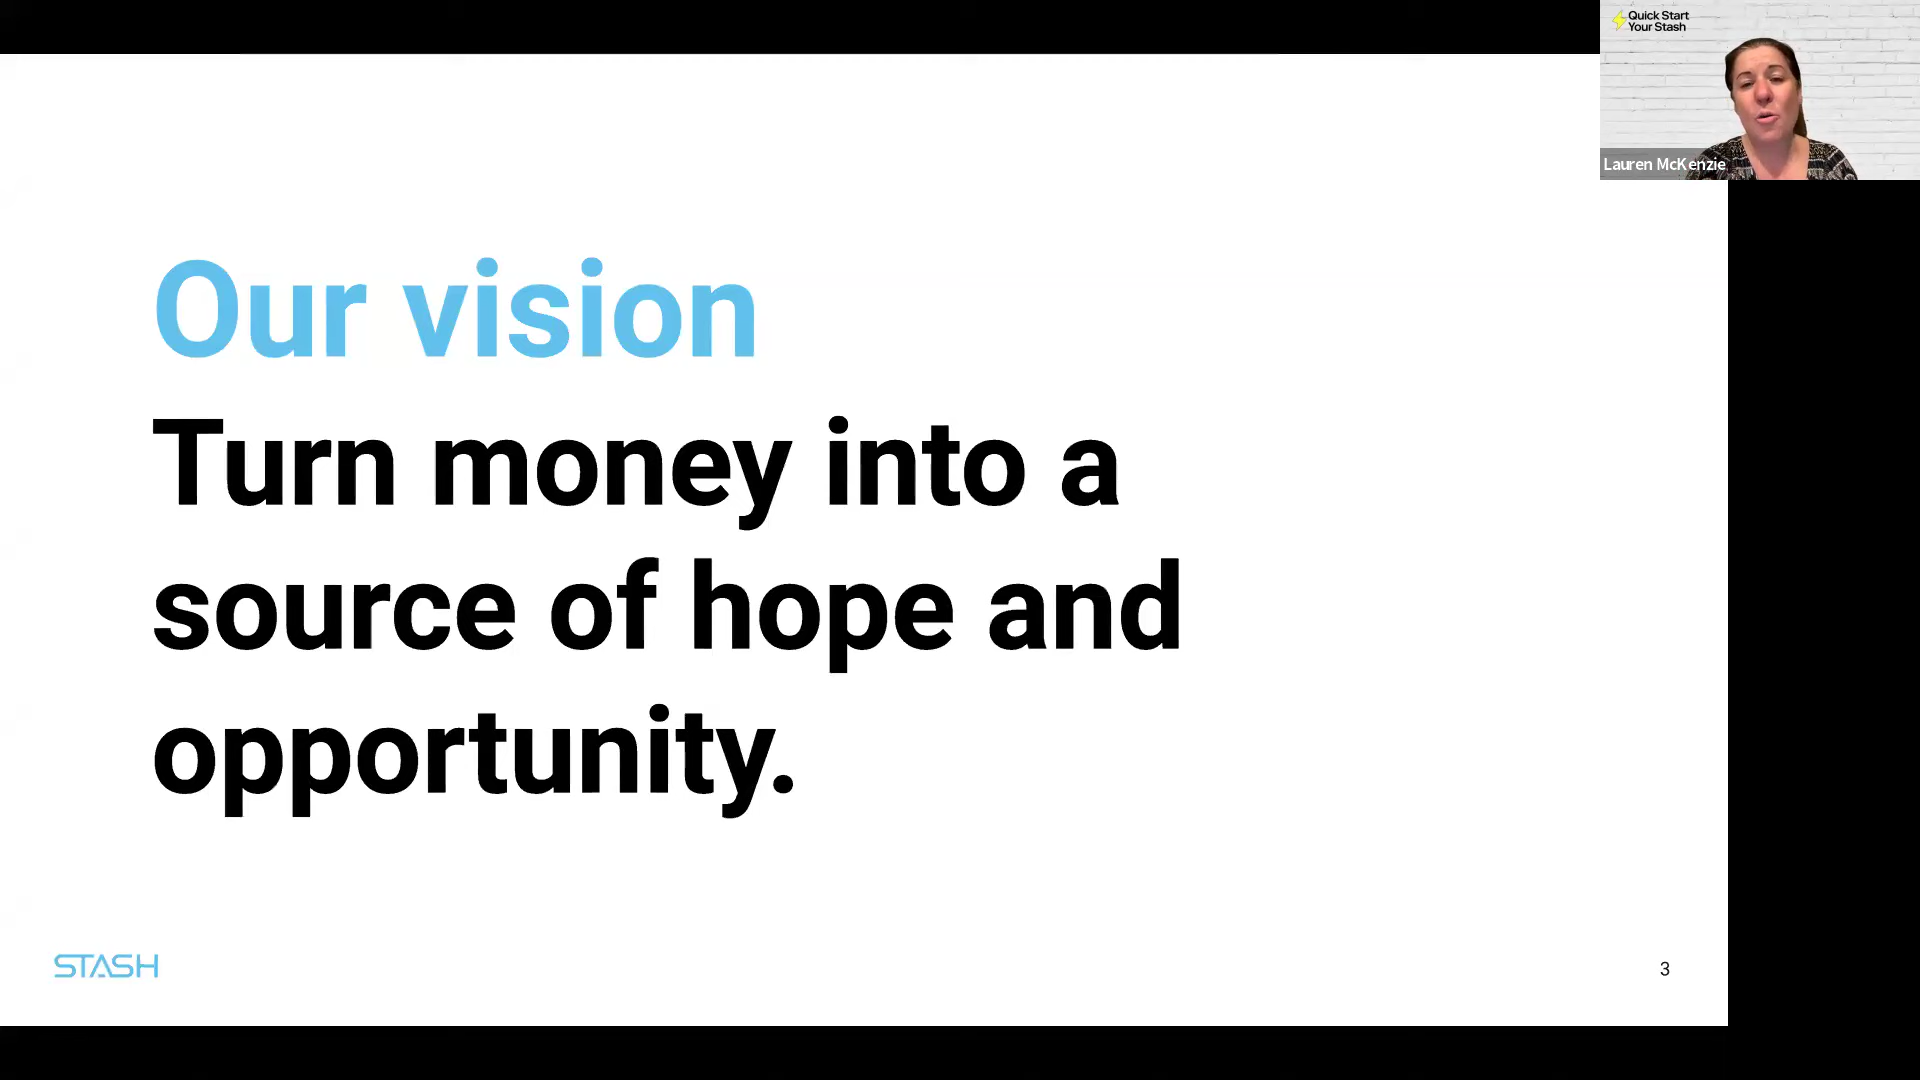 Quick Start
Your Stash
Lauren McKenzie
Our vision
Turn money into a
source of hope and
opportunity.
STASH
3